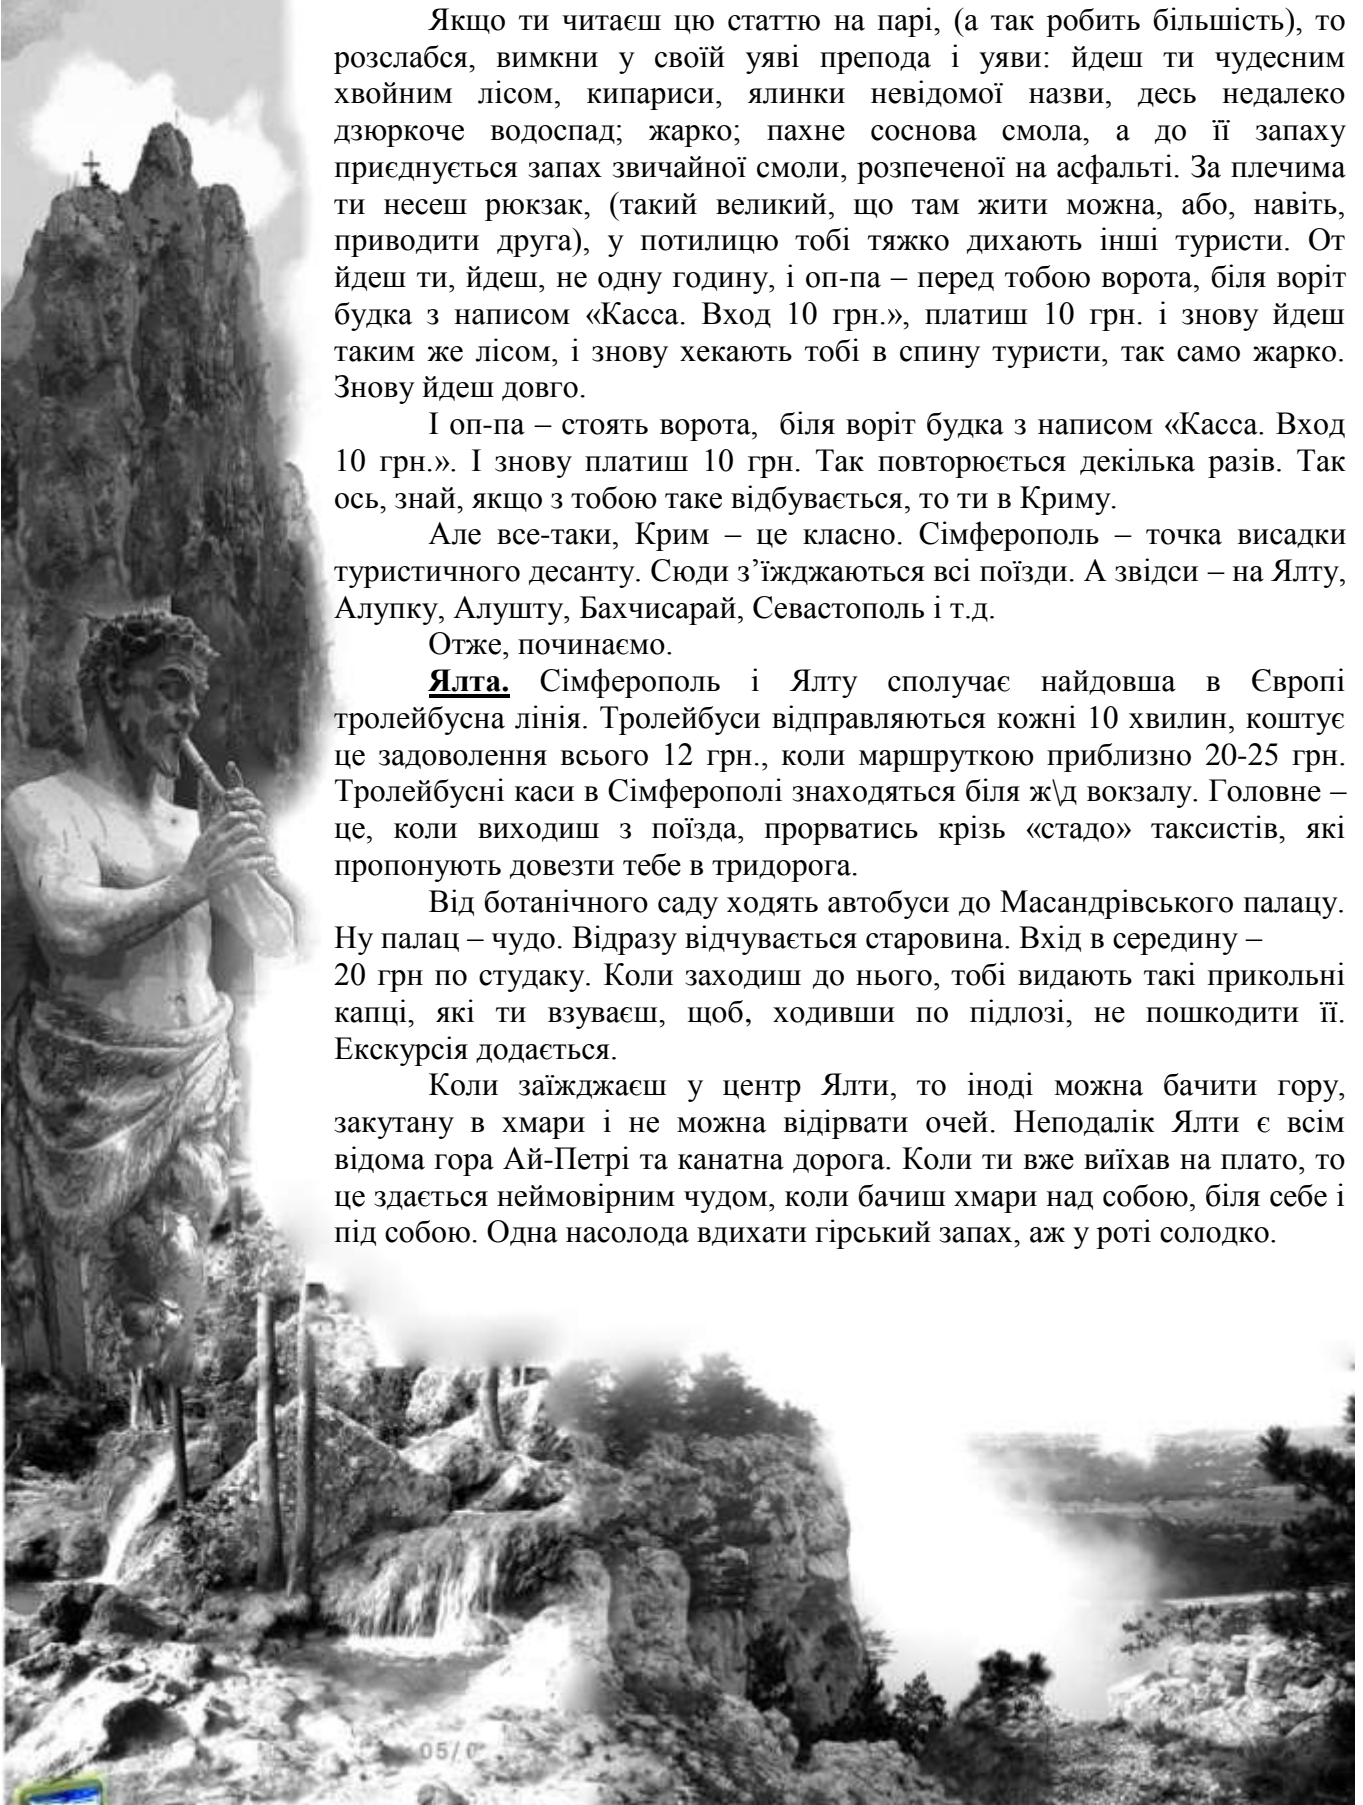 Якщо ти читаєш цю статтю на парі, (а так робить більшість), то
розслабся, вимкни у своїй уяві препода і уяви: йдеш ти чудесним
хвойним лісом, кипариси, ялинки невідомої назви, десь недалеко
дзюркоче водоспад; жарко; пахне соснова смола, а до її запаху
приєднується запах звичайної смоли, розпеченої на асфальті. За плечима
ти несеш рюкзак, (такий великий, що там жити можна, або, навіть,
приводити друга), у потилицю тобі тяжко дихають інші туристи. От
йдеш ти, йдеш, не одну годину, і оп-па – перед тобою ворота, біля воріт
будка з написом «Касса. Вход 10 грн.», платиш 10 грн. і знову йдеш
таким же лісом, і знову хекають тобі в спину туристи, так само жарко.
Знову йдеш довго.
І оп-па – стоять ворота, біля воріт будка з написом «Касса. Вход
10 грн.». І знову платиш 10 грн. Так повторюється декілька разів. Так
ось, знай, якщо з тобою таке відбувається, то ти в Криму.
Але все-таки, Крим – це класно. Сімферополь – точка висадки
туристичного десанту. Сюди з’їжджаються всі поїзди. А звідси – на Ялту,
Алупку, Алушту, Бахчисарай, Севастополь і т.д.
Отже, починаємо.
Ялта. Сімферополь і Ялту сполучає найдовша в Європі
тролейбусна лінія. Тролейбуси відправляються кожні 10 хвилин, коштує
це задоволення всього 12 грн., коли маршруткою приблизно 20-25 грн.
Тролейбусні каси в Сімферополі знаходяться біля ж\д вокзалу. Головне –
це, коли виходиш з поїзда, прорватись крізь «стадо» таксистів, які
пропонують довезти тебе в тридорога.
Від ботанічного саду ходять автобуси до Масандрівського палацу.
Ну палац – чудо. Відразу відчувається старовина. Вхід в середину –
20 грн по студаку. Коли заходиш до нього, тобі видають такі прикольні
капці, які ти взуваєш, щоб, ходивши по підлозі, не пошкодити її.
Екскурсія додається.
Коли заїжджаєш у центр Ялти, то іноді можна бачити гору,
закутану в хмари і не можна відірвати очей. Неподалік Ялти є всім
відома гора Ай-Петрі та канатна дорога. Коли ти вже виїхав на плато, то
це здається неймовірним чудом, коли бачиш хмари над собою, біля себе і
під собою. Одна насолода вдихати гірський запах, аж у роті солодко.
05/0